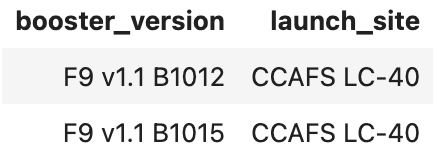 booster_version launch_site
F9 v1.1 B1012 CCAFS LC-40
F9 v1.1 B1015 CCAFS LC-40